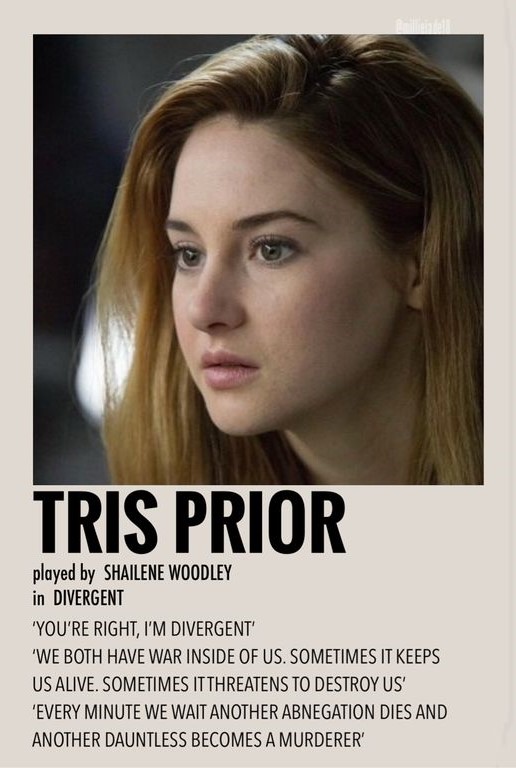 TRIS PRIOR
played by SHAILENE WOODLEY
in DIVERGENT
‘YOU’RE RIGHT, I’M DIVERGENT’
‘WE BOTH HAVE WAR INSIDE OF US. SOMETIMES IT KEEPS
US ALIVE. SOMETIMES IT THREATENS TO DESTROY US’
‘EVERY MINUTE WE WAIT ANOTHER ABNEGATION DIES AND
ANOTHER DAUNTLESS BECOMES A MURDERER’